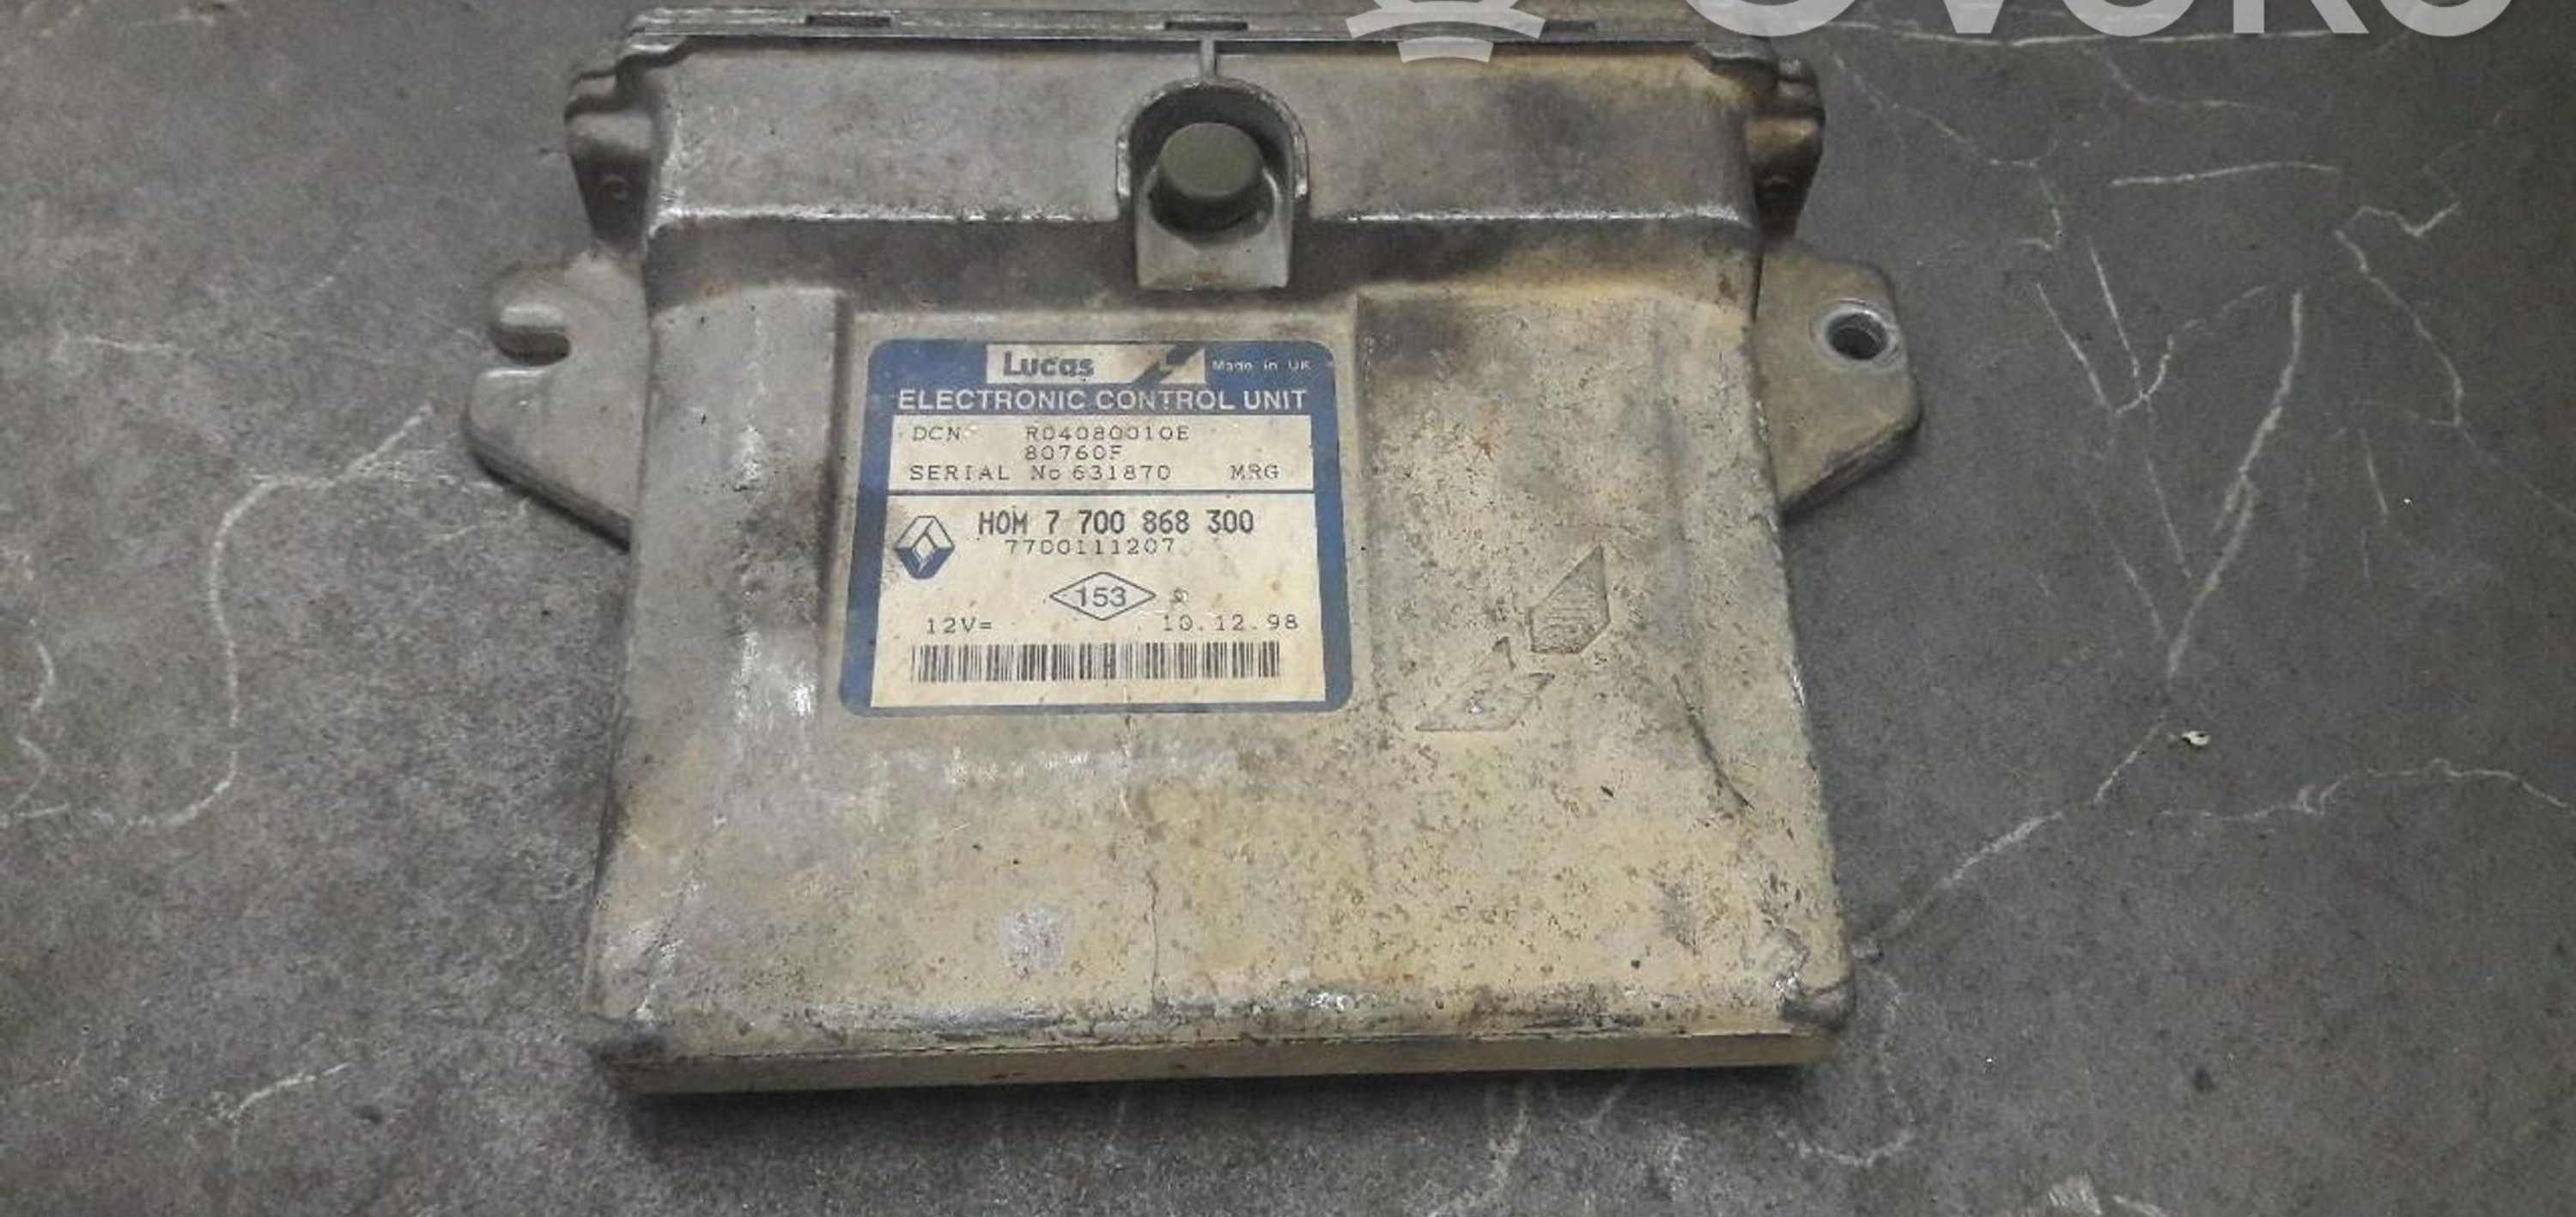 Lucas Made in UK
ELECTRONIC CONTROL UNIT
DCN R04080010E
80760F
SERIAL No 631870 MRG
HOM 7 700 868 300
7700111207
153
12V= 10.12.98